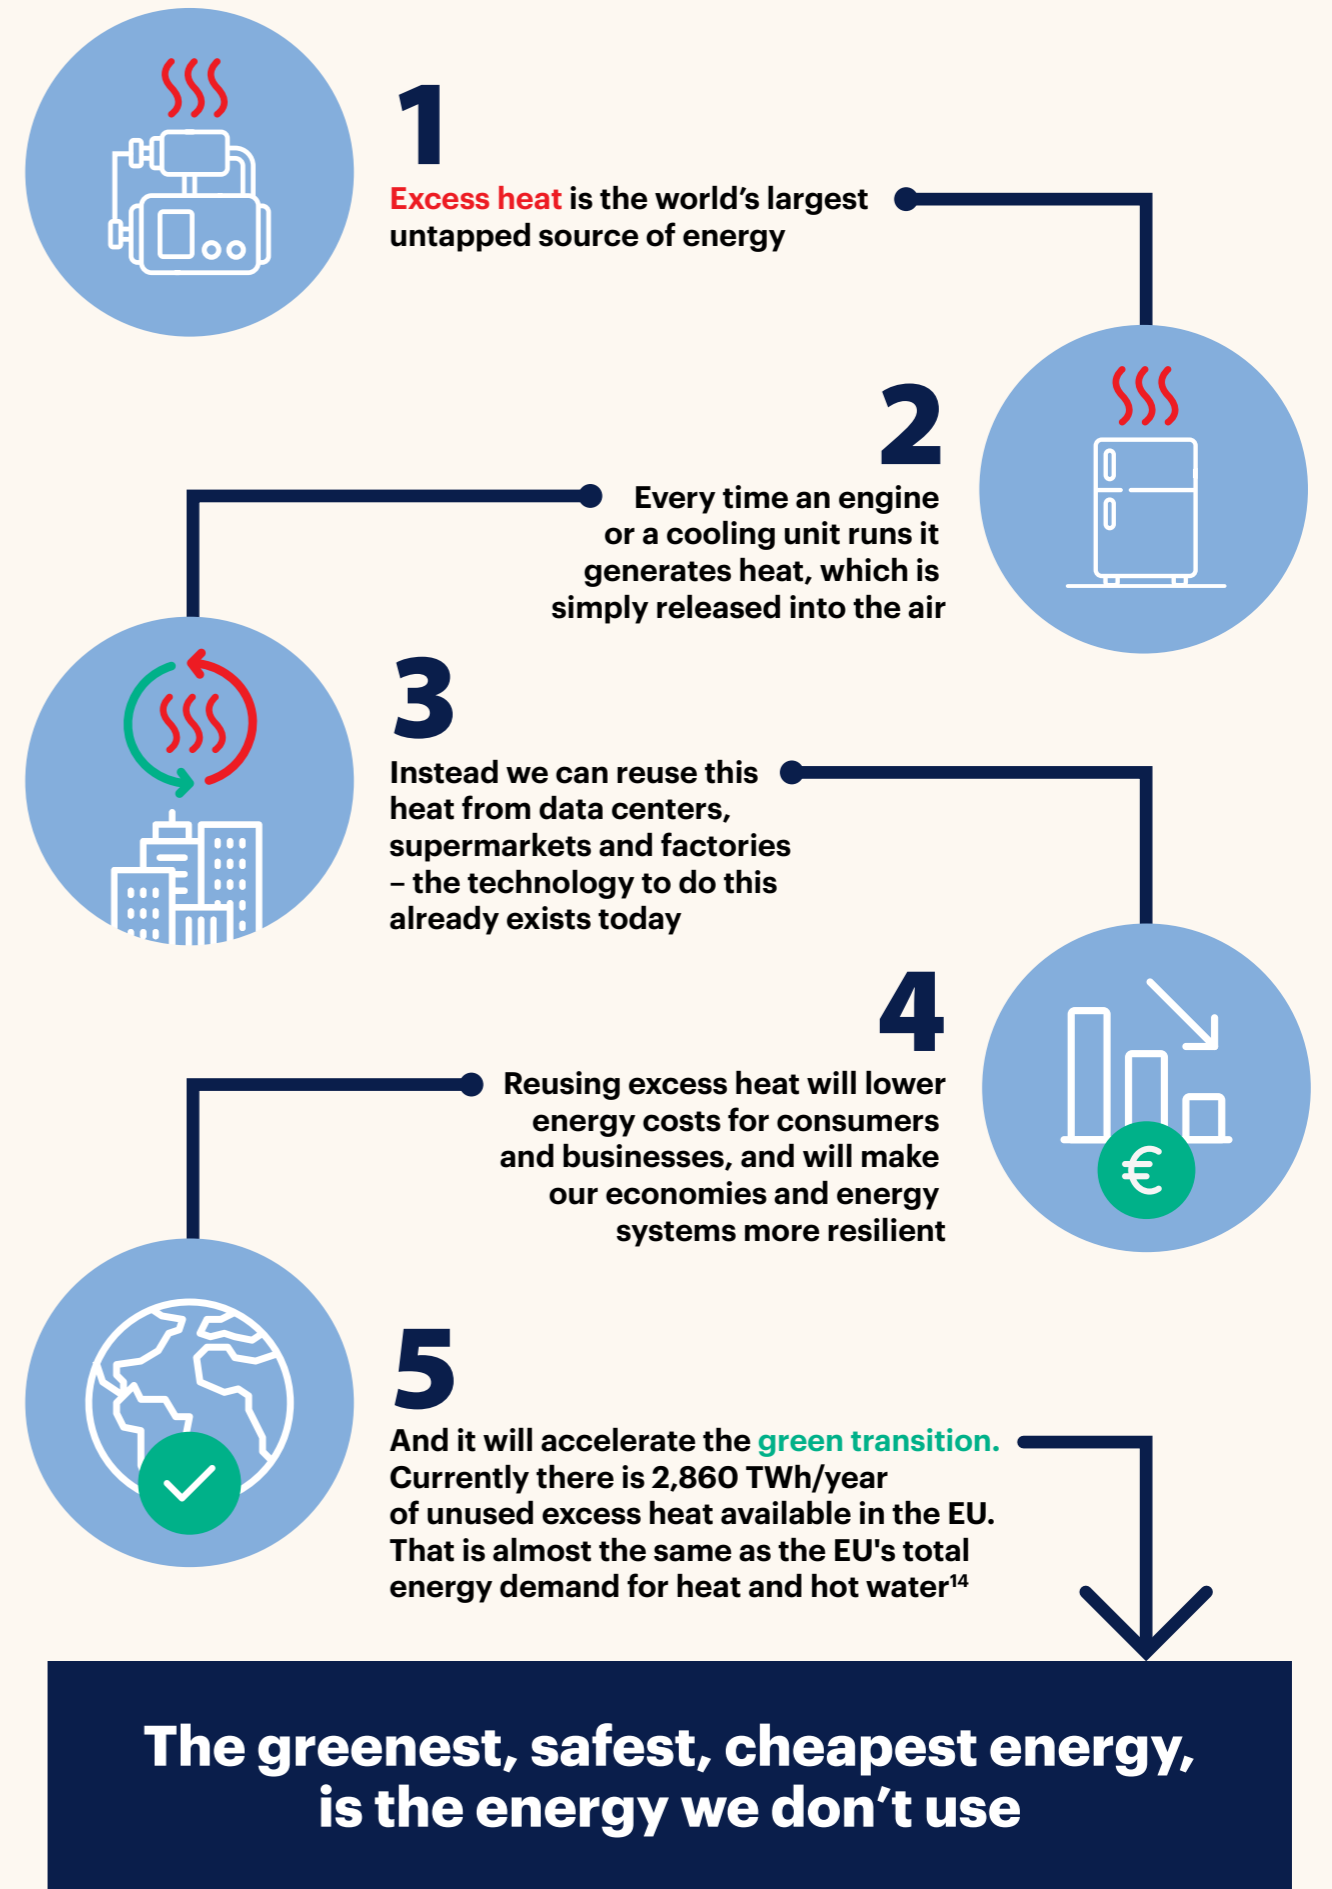 1
Excess heat is the world’s largest
untapped source of energy
2
Every time an engine
or a cooling unit runs it
generates heat, which is
simply released into the air
3
Instead we can reuse this
heat from data centers,
supermarkets and factories
– the technology to do this
already exists today
4
Reusing excess heat will lower
energy costs for consumers
and businesses, and will make
our economies and energy
systems more resilient
€
5
And it will accelerate the green transition.
Currently there is 2,860 TWh/year
of unused excess heat available in the EU.
That is almost the same as the EU's total
energy demand for heat and hot water¹⁴
The greenest, safest, cheapest energy,
is the energy we don’t use